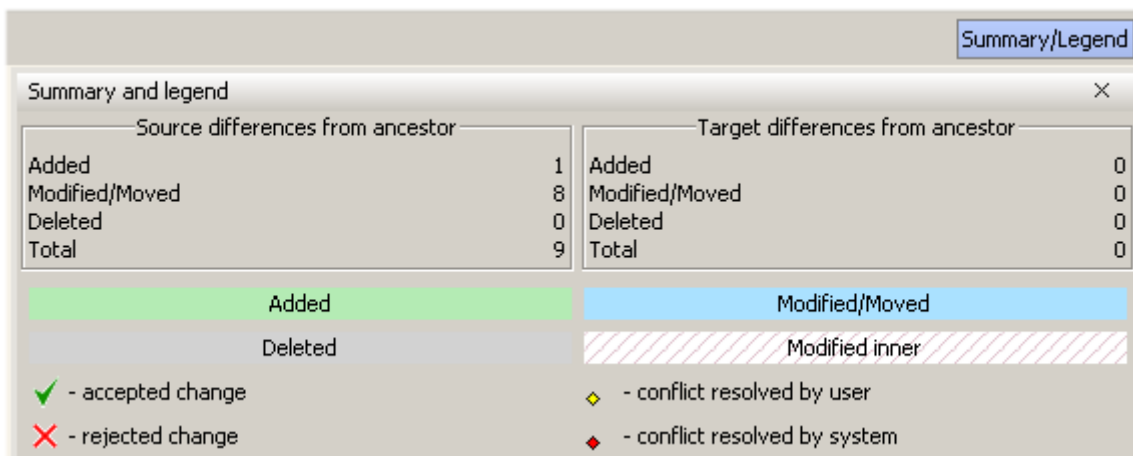 Summary/Legend
Summary and legend
Source differences from ancestor
Added 1
Modified/Moved 8
Deleted 0
Total 9
Target differences from ancestor
Added 0
Modified/Moved 0
Deleted 0
Total 0
Added
Modified/Moved
Deleted
Modified inner
- accepted change
- conflict resolved by user
- rejected change
- conflict resolved by system